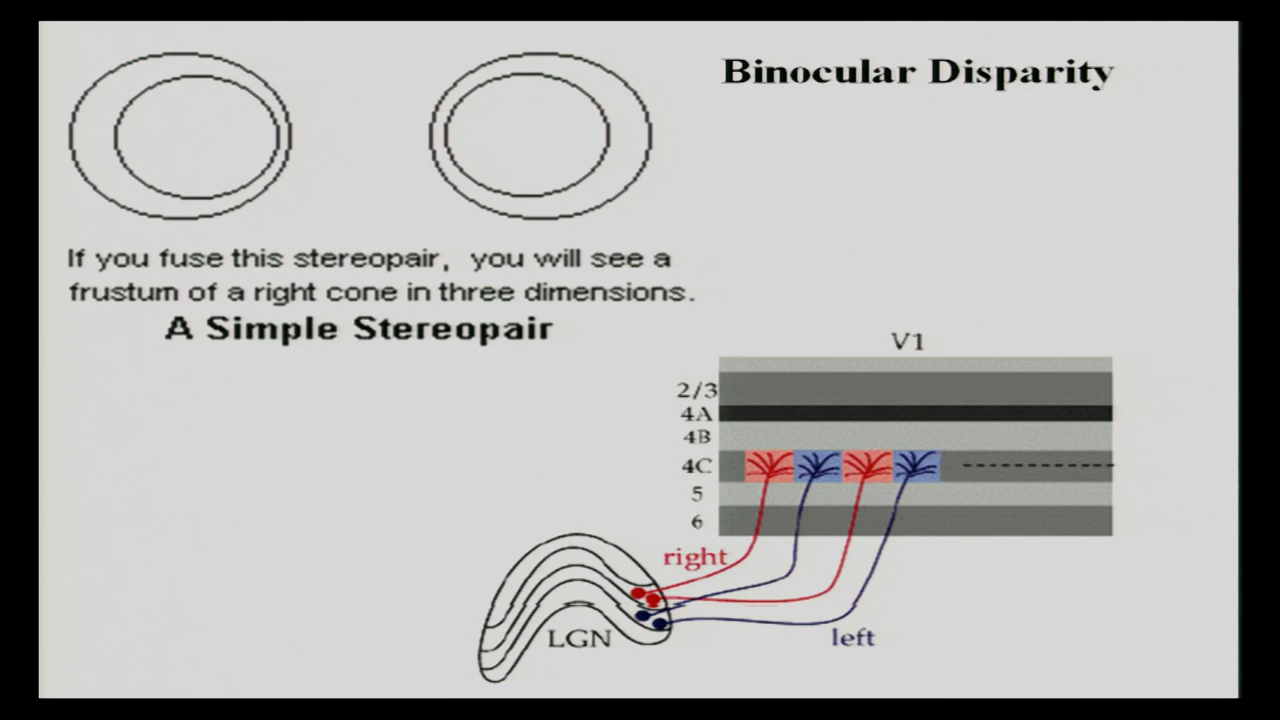 Binocular Disparity
If you fuse this stereopair, you will see a
frustum of a right cone in three dimensions.
A Simple Stereopair
V1
2/3
4A
4B
4C
5
6
right
LGN
left